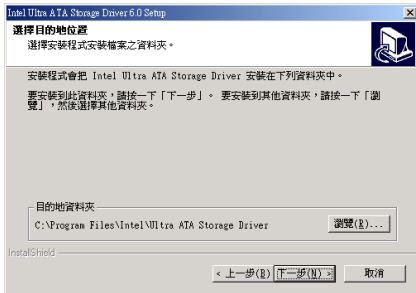 Intel Ultra ATA Storage Driver 6.0 Setup
選擇目的地位置
選擇安裝程式安裝檔案之資料夾。
安裝程式會把 Intel Ultra ATA Storage Driver 安裝在下列資料夾中。
要安裝到此資料夾，請按一下「下一步」。 要安裝到其他資料夾，請按一下「瀏
覽」，然後選擇其他資料夾。
目的地資料夾
C:\Program Files\Intel\Ultra ATA Storage Driver
瀏覽(R)...
InstallShield
< 上一步(B) 下一步(N) > 取消